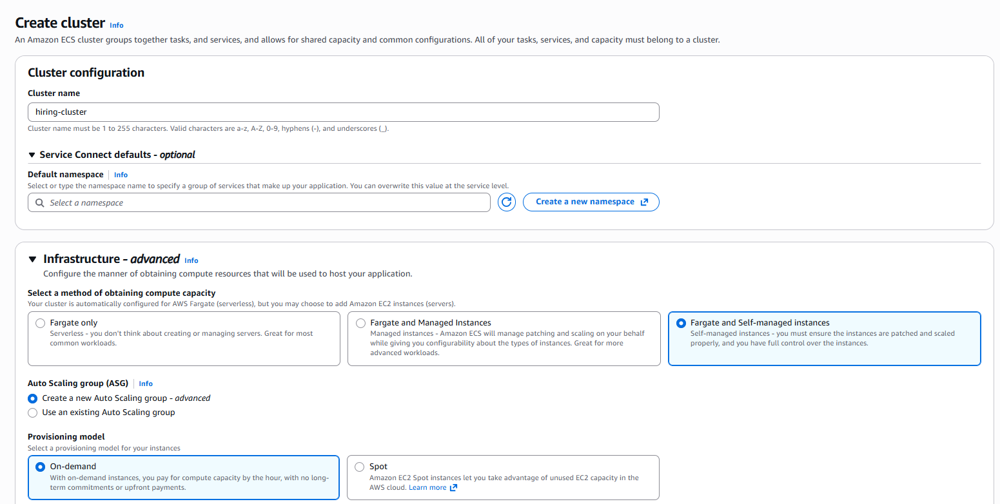 Create cluster Info
An Amazon ECS cluster groups together tasks, and services, and allows for shared capacity and common configurations. All of your tasks, services, and capacity must belong to a cluster.
Cluster configuration
Cluster name
hiring-cluster
Cluster name must be 1 to 255 characters. Valid characters are a-z, A-Z, 0-9, hyphens (-), and underscores (_).
Service Connect defaults - optional
Default namespace Info
Select or type the namespace name to specify a group of services that make up your application. You can overwrite this value at the service level.
Select a namespace Create a new namespace
Infrastructure - advanced Info
Configure the manner of obtaining compute resources that will be used to host your application.
Select a method of obtaining compute capacity
Your cluster is automatically configured for AWS Fargate (serverless), but you may choose to add Amazon EC2 instances (servers).
Fargate only
Serverless - you don't think about creating or managing servers. Great for most
common workloads.
Fargate and Managed Instances
Managed instances - Amazon ECS will manage patching and scaling on your behalf
while giving you configurability about the types of instances. Great for more
advanced workloads.
Fargate and Self-managed instances
Self-managed instances - you must ensure the instances are patched and scaled
properly, and you have full control over the instances.
Auto Scaling group (ASG) Info
Create a new Auto Scaling group - advanced
Use an existing Auto Scaling group
Provisioning model
Select a provisioning model for your instances
On-demand
With on-demand instances, you pay for compute capacity by the hour, with no long-
term commitments or upfront payments.
Spot
Amazon EC2 Spot instances let you take advantage of unused EC2 capacity in the
AWS cloud. Learn more